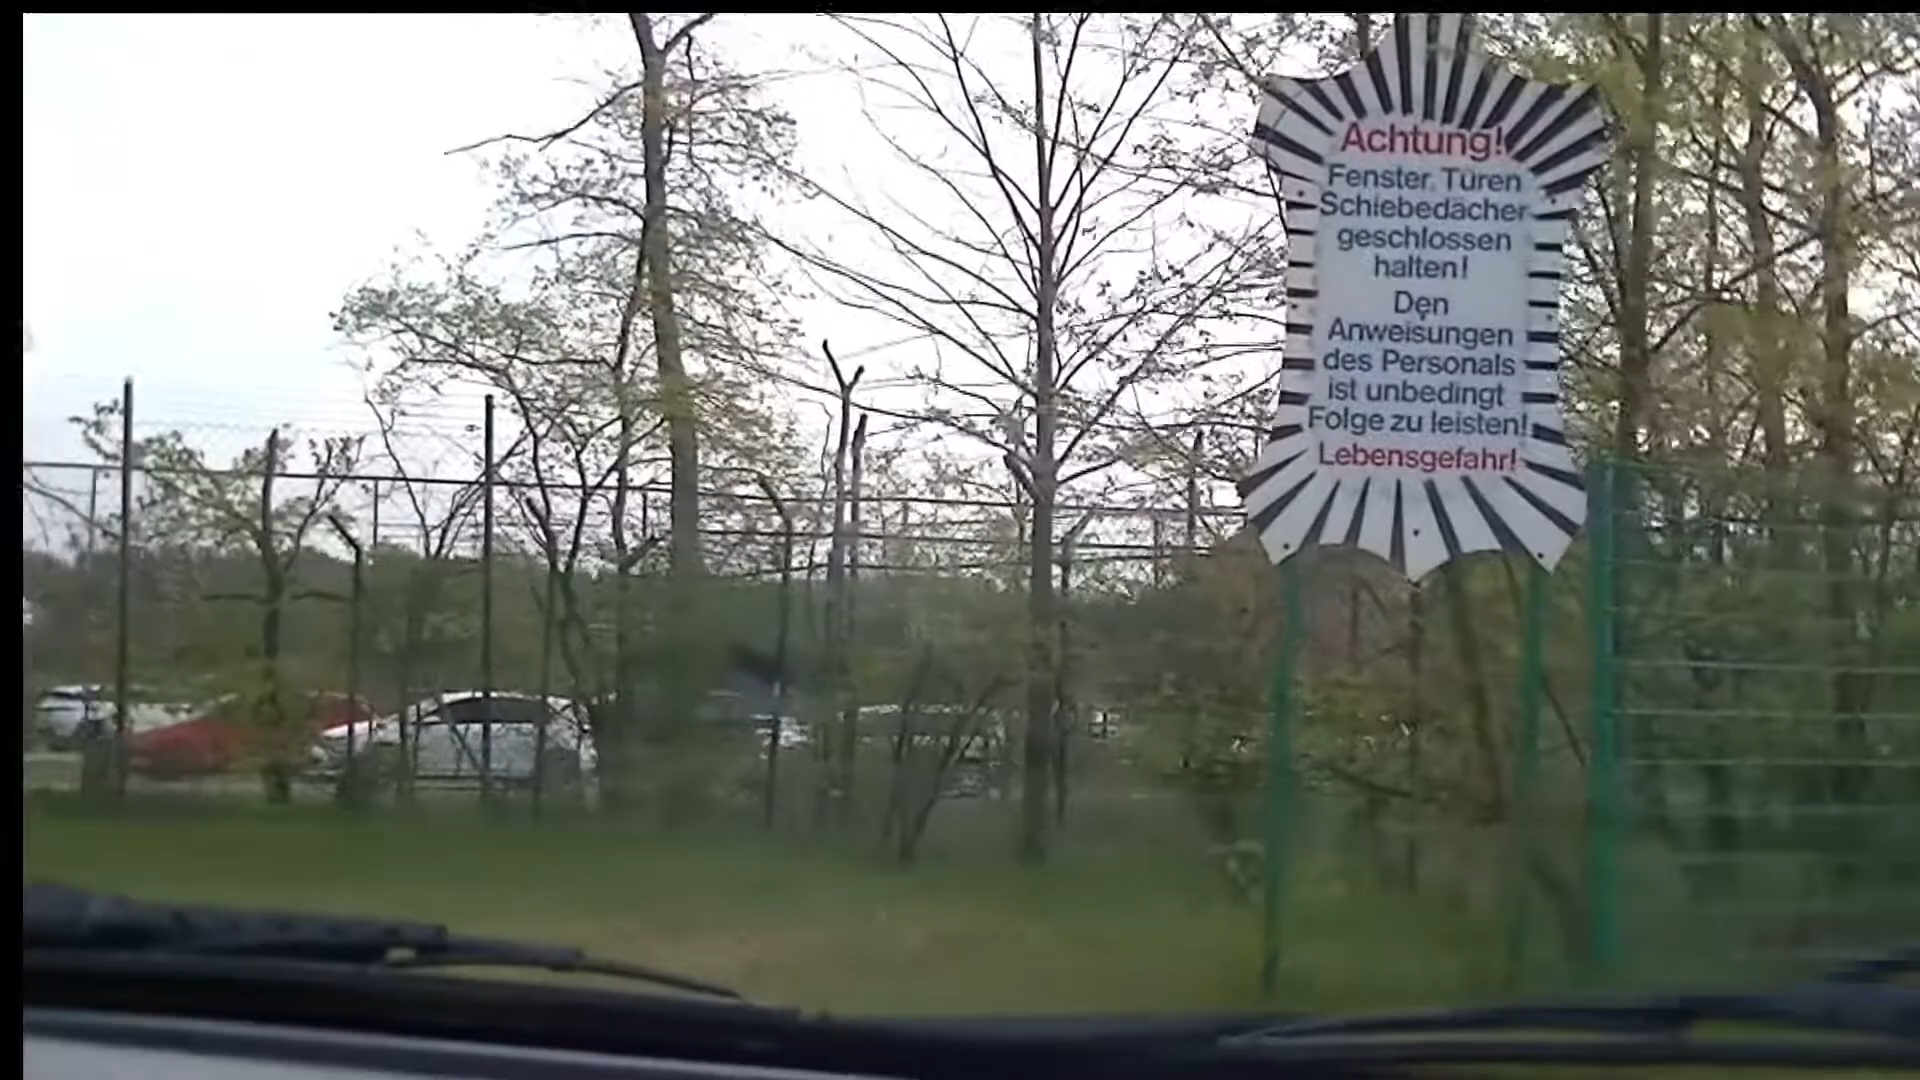 Achtung!
Fenster, Türen
Schiebedächer
geschlossen
halten!
Den
Anweisungen
des Personals
ist unbedingt
Folge zu leisten!
Lebensgefahr!